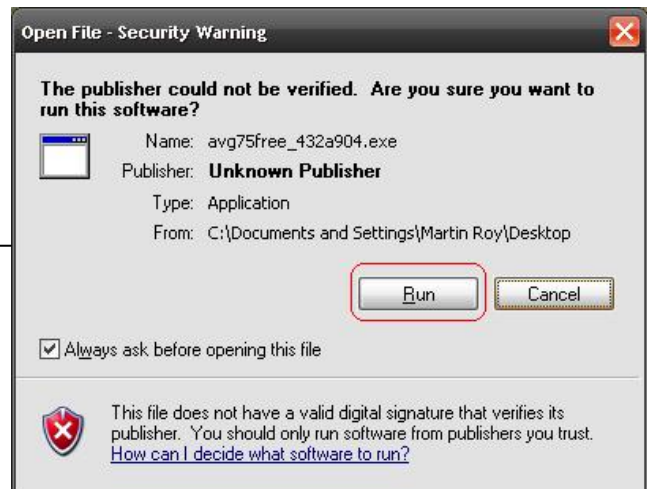 Open File - Security Warning
The publisher could not be verified. Are you sure you want to
run this software?
Name: avg75free_432a904.exe
Publisher: Unknown Publisher
Type: Application
From: C:\Documents and Settings\Martin Roy\Desktop
Run Cancel
Always ask before opening this file
This file does not have a valid digital signature that verifies its
publisher. You should only run software from publishers you trust.
How can I decide what software to run?